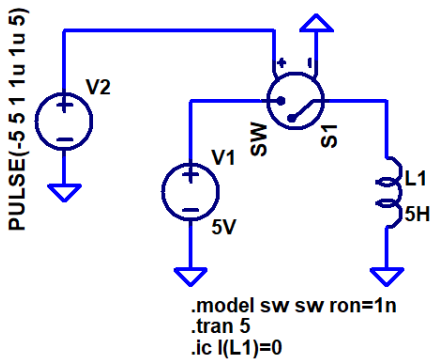 PULSE(-5 5 1 1u 1u 5)
V2
+
-
SW
S1
V1
5V
L1
5H
.model sw sw ron=1n
.tran 5
.ic I(L1)=0